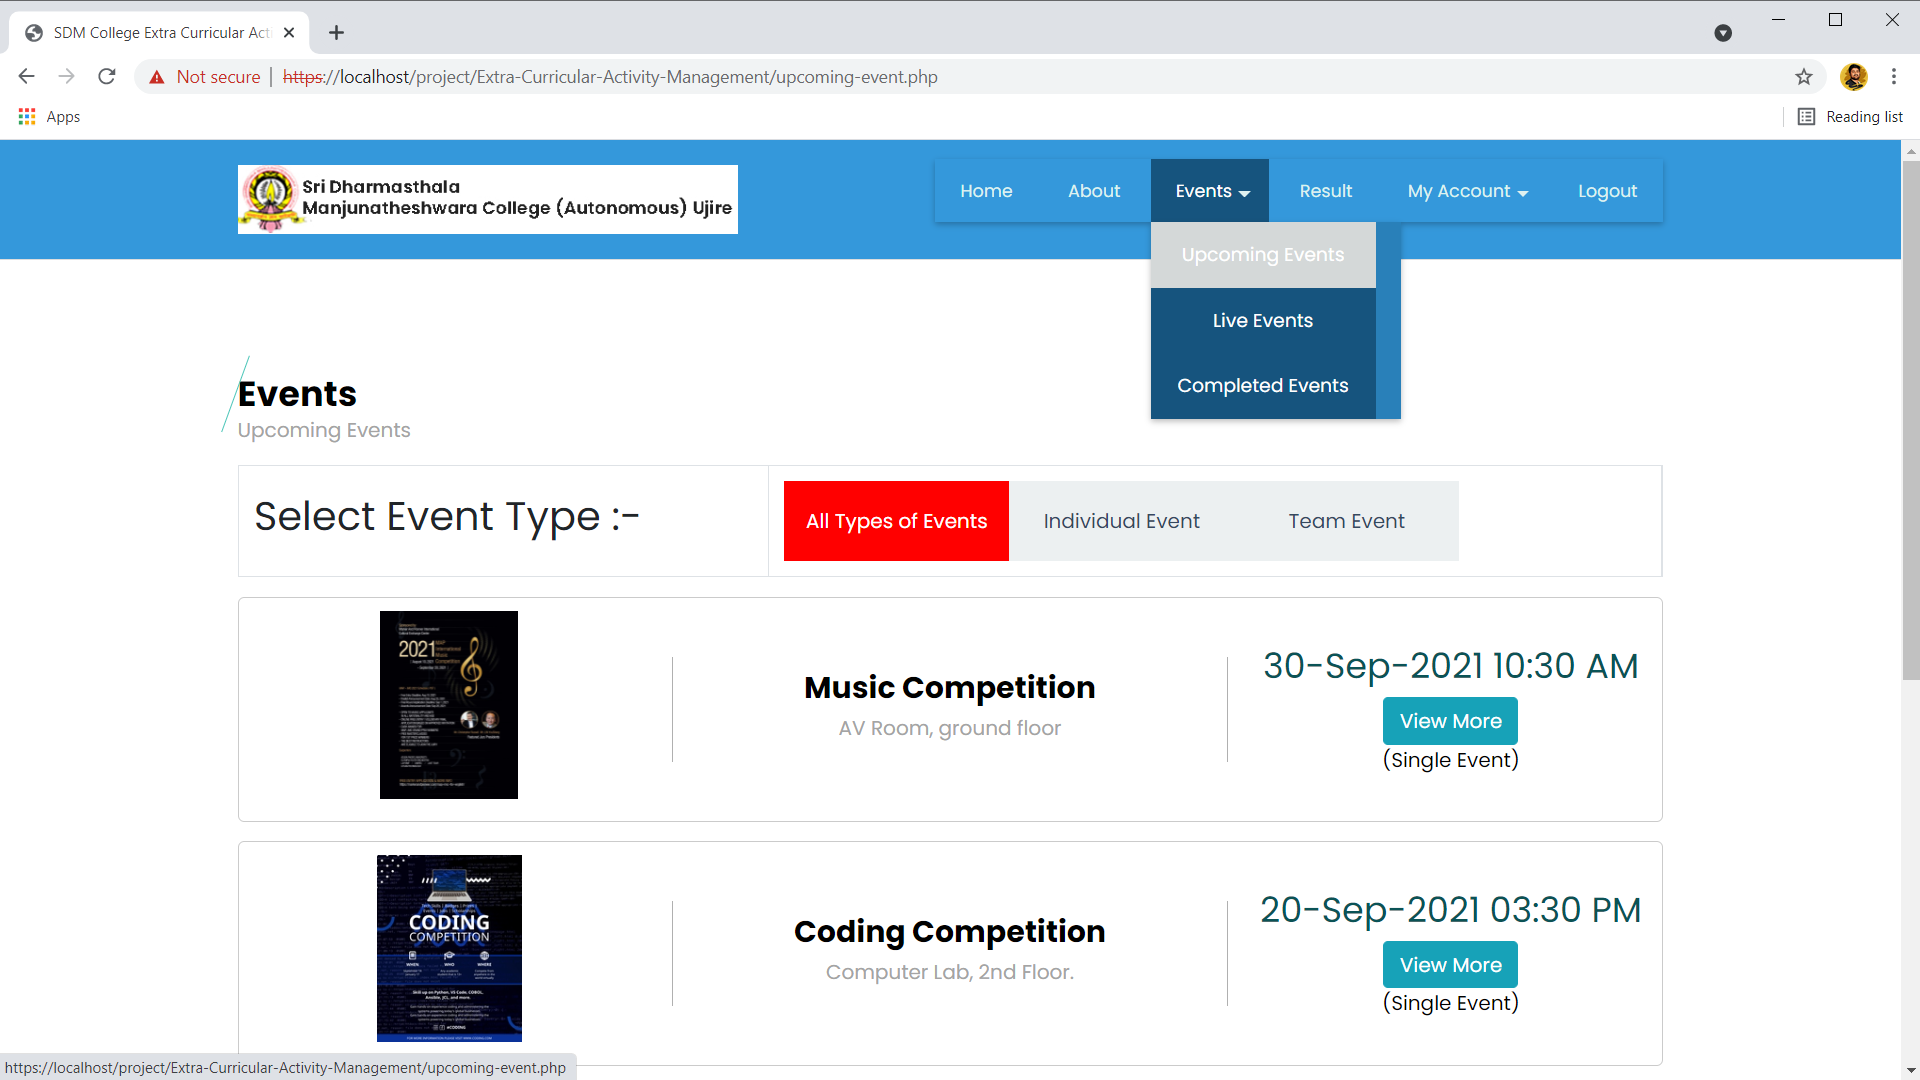 SDM College Extra Curricular Acti
Not secure | https://localhost/project/Extra-Curricular-Activity-Management/upcoming-event.php
Apps
Reading list
Sri Dharmasthala
Manjunatheshwara College (Autonomous) Ujire
Home
About
Events
Result
My Account
Logout
Upcoming Events
Live Events
Completed Events
Events
Upcoming Events
Select Event Type :-
All Types of Events
Individual Event
Team Event
2021
Music Competition
AV Room, ground floor
30-Sep-2021 10:30 AM
View More
(Single Event)
CODING
COMPETITION
WHEN
WHO
WHERE
Coding Competition
Computer Lab, 2nd Floor.
20-Sep-2021 03:30 PM
View More
(Single Event)
https://localhost/project/Extra-Curricular-Activity-Management/upcoming-event.php